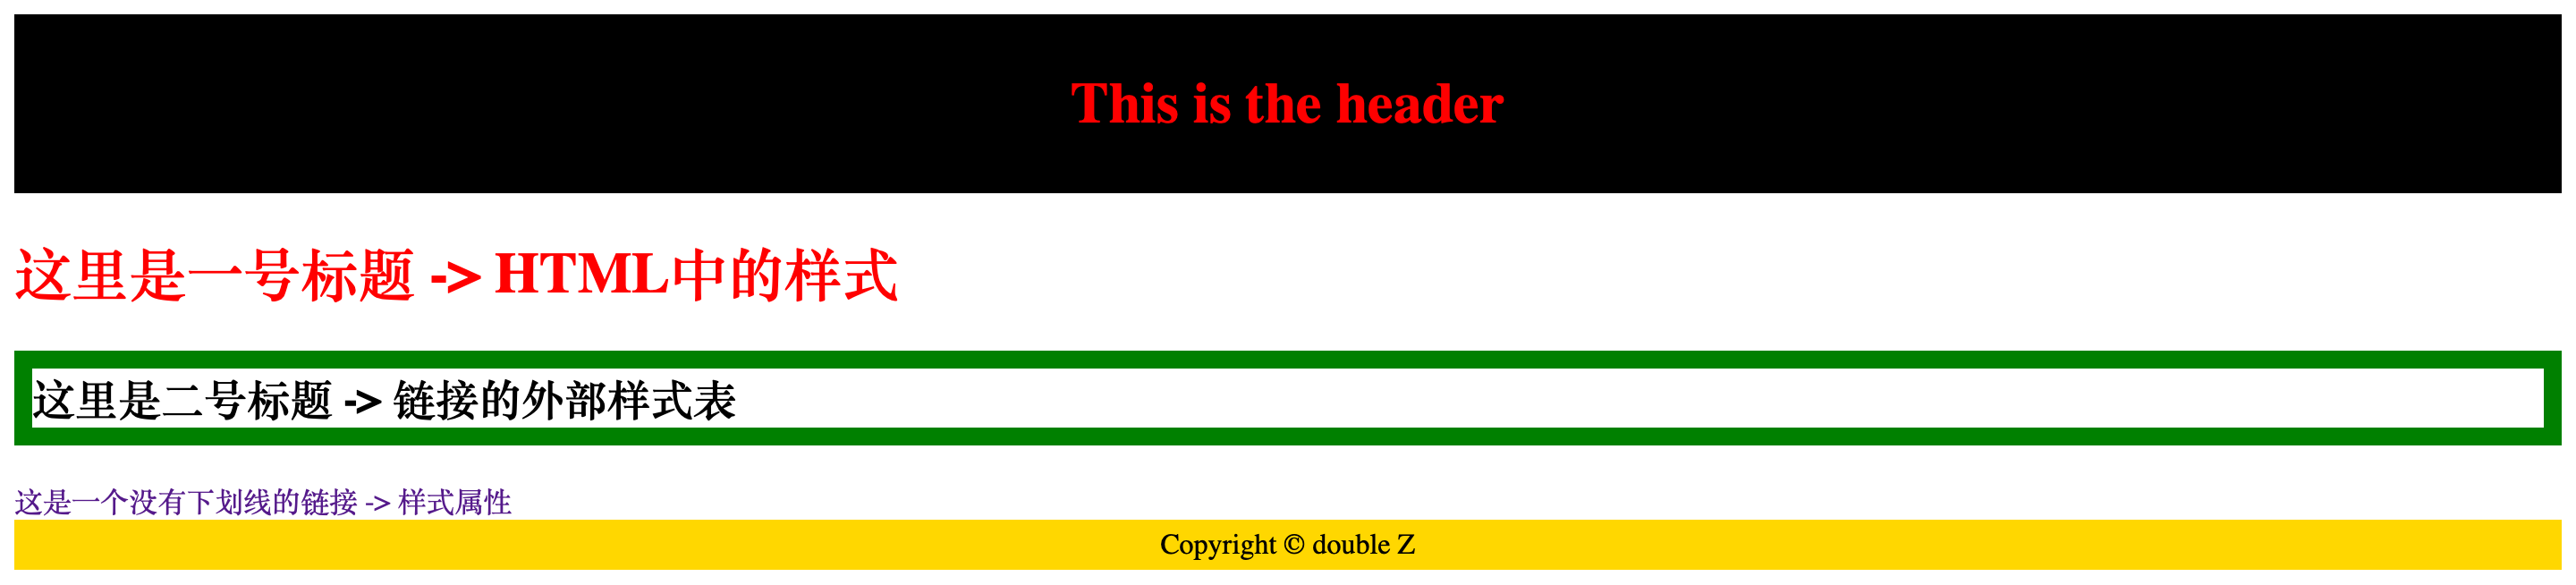 This is the header
这里是一号标题 -> HTML中的样式
这里是二号标题 -> 链接的外部样式表
这是一个没有下划线的链接 -> 样式属性
Copyright © double Z